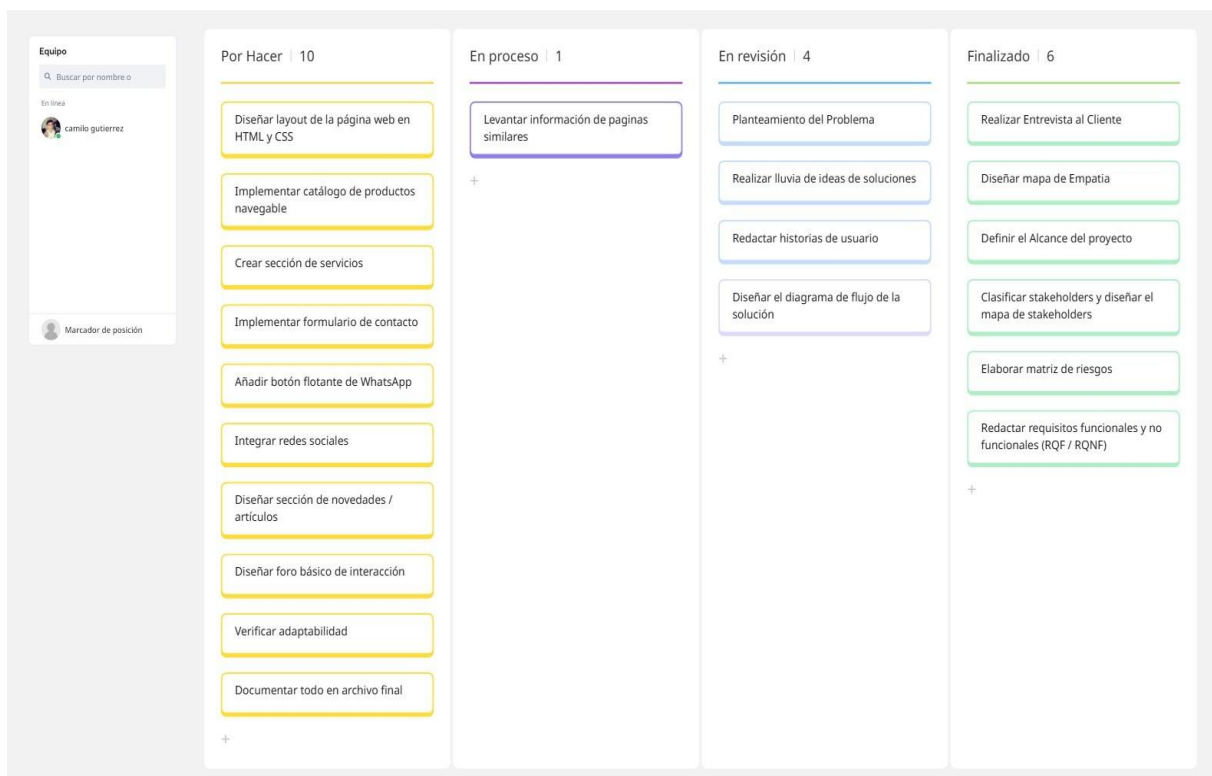 Equipo
Buscar por nombre o
En línea
camilo gutierrez
Marcador de posición
Por Hacer | 10
Diseñar layout de la página web en
HTML y CSS
Implementar catálogo de productos
navegable
Crear sección de servicios
Implementar formulario de contacto
Añadir botón flotante de WhatsApp
Integrar redes sociales
Diseñar sección de novedades /
artículos
Diseñar foro básico de interacción
Verificar adaptabilidad
Documentar todo en archivo final
+
En proceso | 1
Levantar información de paginas
similares
+
En revisión | 4
Planteamiento del Problema
Realizar lluvia de ideas de soluciones
Redactar historias de usuario
Diseñar el diagrama de flujo de la
solución
+
Finalizado | 6
Realizar Entrevista al Cliente
Diseñar mapa de Empatia
Definir el Alcance del proyecto
Clasificar stakeholders y diseñar el
mapa de stakeholders
Elaborar matriz de riesgos
Redactar requisitos funcionales y no
funcionales (RQF / RQNF)
+